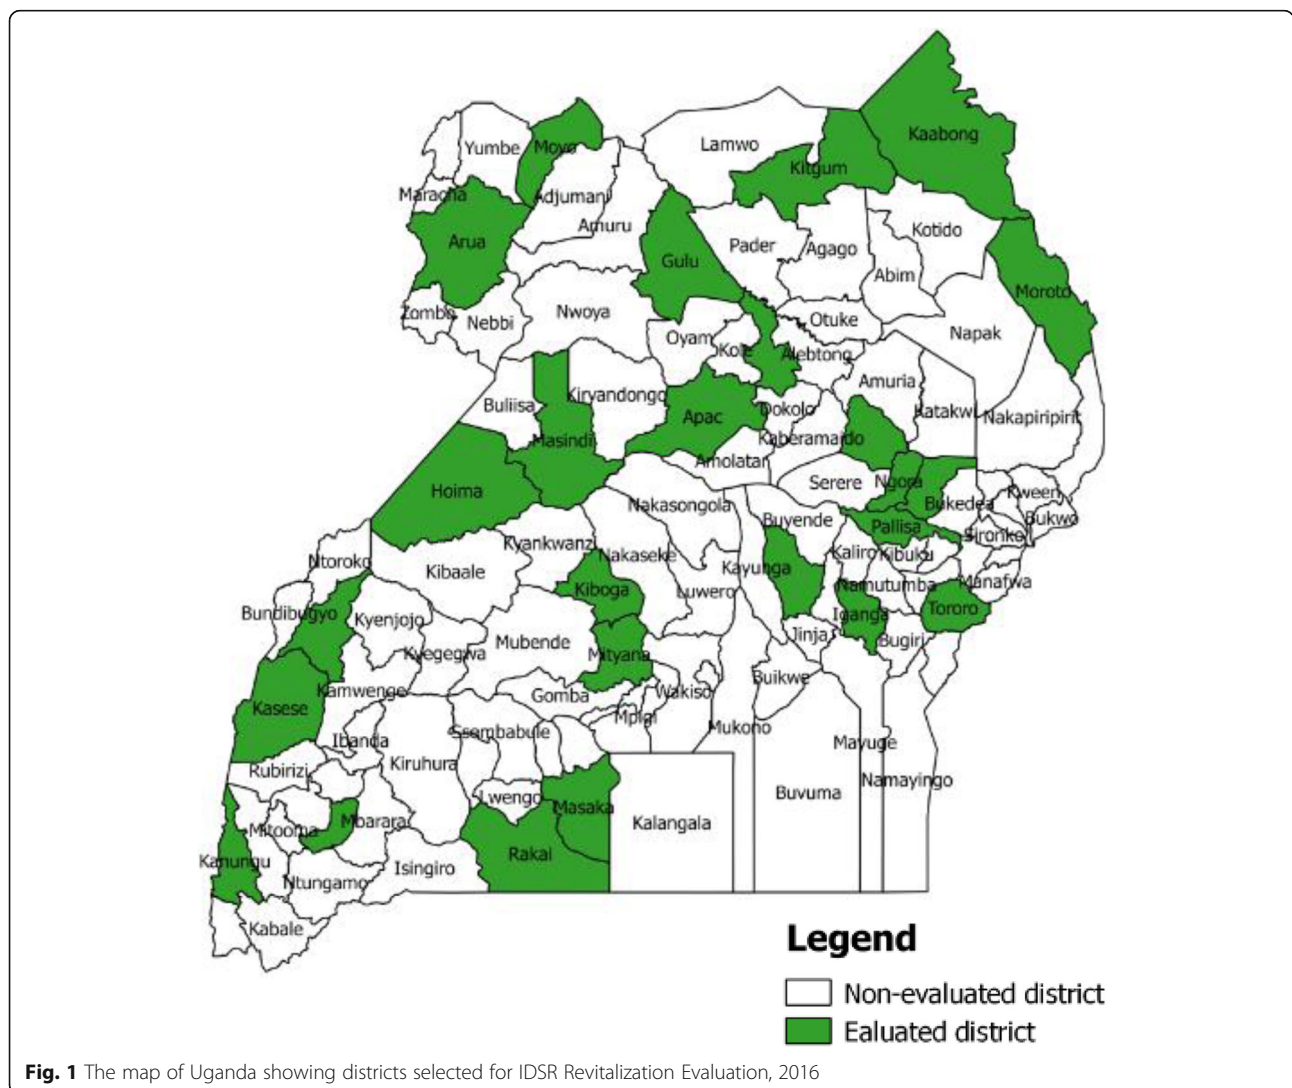 Kaabong
Lamwo
Yumbe
Moyo
Kitgum
Maracha
Adjumani
Amuru
Arua
Kotido
Pader
Agago
Gulu
Abim
Moroto
Zombo
Nebbi
Nwoya
Otuke
Napak
Oyam
Kole
Alebtong
Amuria
Buliisa
Kiryandongo
Apac
Dokolo
Katakwi
Nakapiripirit
Masindi
Kaberamaido
Amolatar
Hoima
Serere
Ngora
Bukedea
Kween
Nakasongola
Buyende
Pallisa
Bukwo
Sironko
Kyankwanzi
Nakaseke
Kaliro
Kibuku
Ntoroko
Kibaale
Kayunga
Kiboga
Luwero
Namutumba
Manafwa
Bundibugyo
Kyenjojo
Iganga
Tororo
Mubende
Jinja
Bugiri
Kyegegwa
Mityana
Kamwenge
Gomba
Wakiso
Buikwe
Kasese
Mpigi
Mukono
Ssembabule
Ibanda
Mayuge
Kiruhura
Rubirizi
Namayingo
Lwengo
Buvuma
Masaka
Mbarara
Kalangala
Mitooma
Rakai
Kanungu
Isingiro
Ntungamo
Kabale
Legend
Non-evaluated district
Ealuated district
Fig. 1 The map of Uganda showing districts selected for IDSR Revitalization Evaluation, 2016